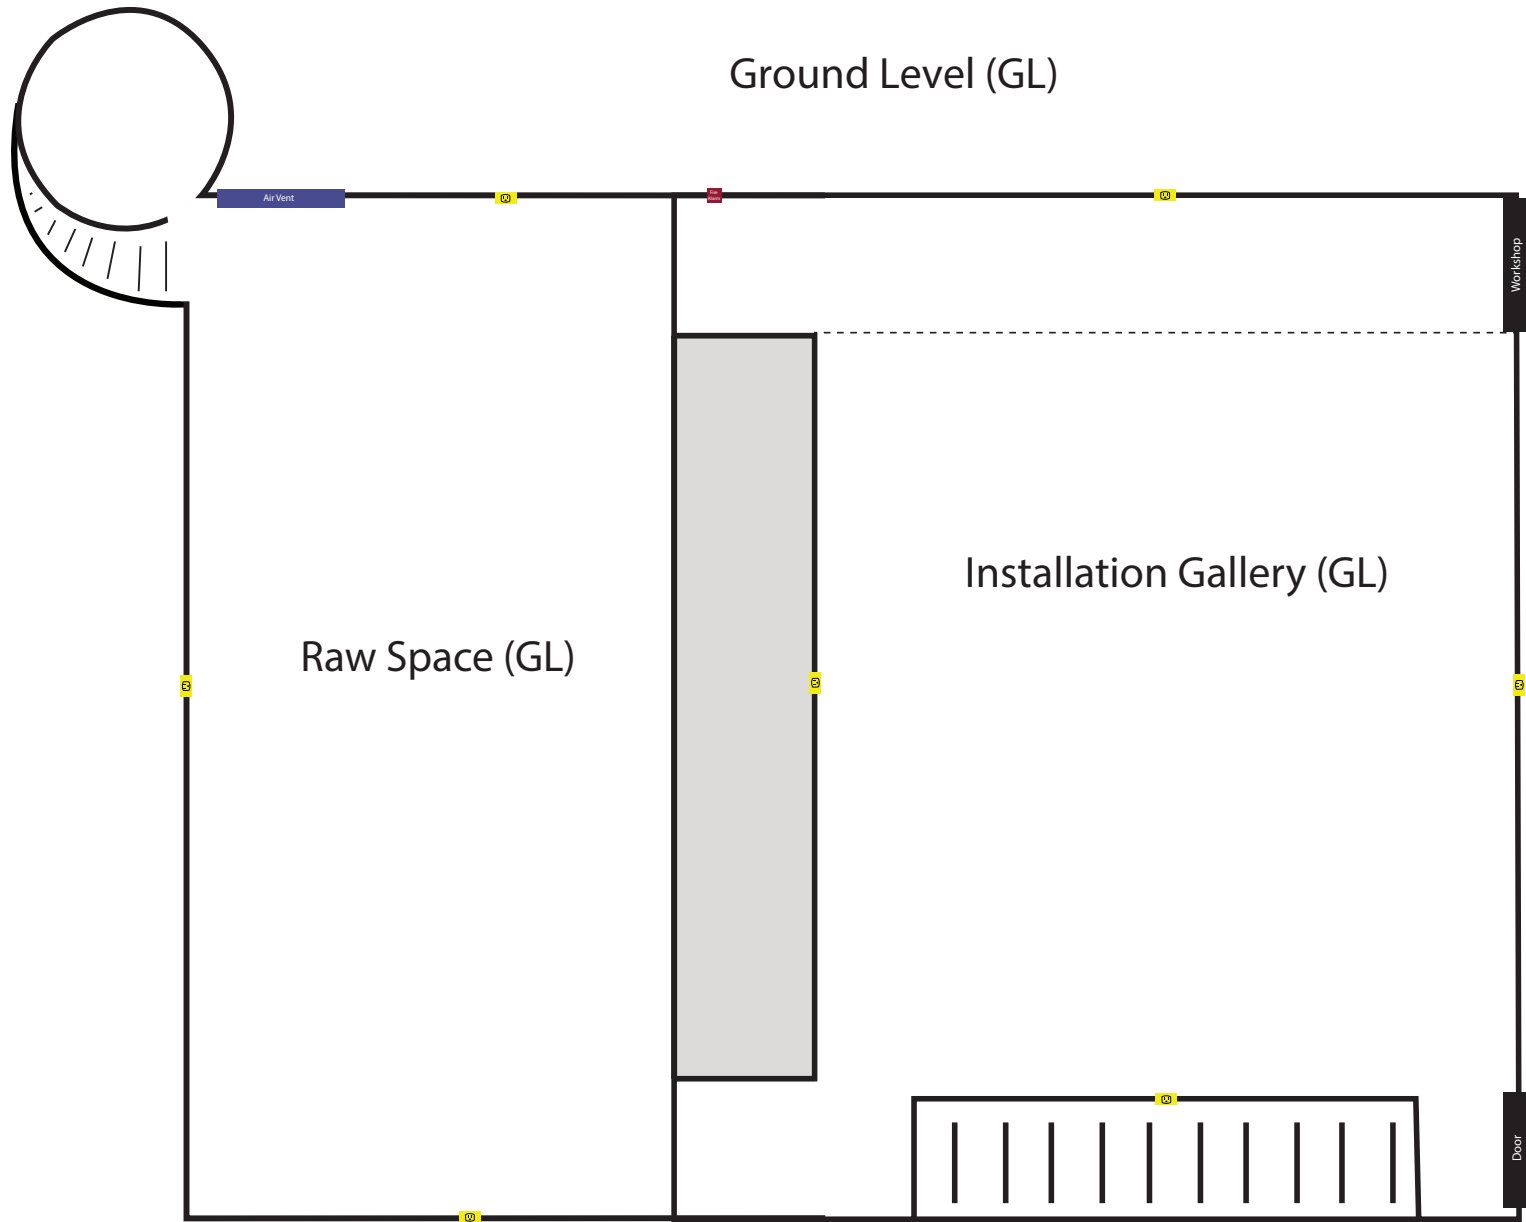 Ground Level (GL)
Air Vent
Workshop
Installation Gallery (GL)
Raw Space (GL)
Door